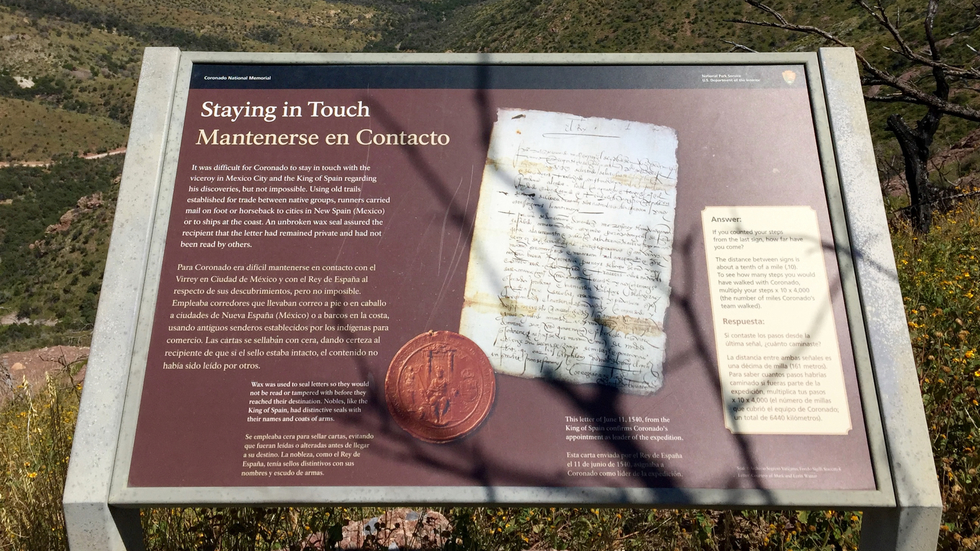 Coronado National Memorial
National Park Service
U.S. Department of the Interior
Staying in Touch
Mantenerse en Contacto
It was difficult for Coronado to stay in touch with the
viceroy in Mexico City and the King of Spain regarding
his discoveries, but not impossible. Using old trails
established for trade between native groups, runners carried
mail on foot or horseback to cities in New Spain (Mexico)
or to ships at the coast. An unbroken wax seal assured the
recipient that the letter had remained private and had not
been read by others.
Para Coronado era difícil mantenerse en contacto con el
Virrey en Ciudad de México y con el Rey de España al
respecto de sus descubrimientos, pero no imposible.
Empleaba corredores que llevaban correo a pie o en caballo
a ciudades de Nueva España (México) o a barcos en la costa,
usando antiguos senderos establecidos por los indígenas para
comercio. Las cartas se sellaban con cera, dando certeza al
recipiente de que si el sello estaba intacto, el contenido no
había sido leído por otros.
Wax was used to seal letters so they would
not be read or tampered with before they
reached their destination. Nobles, like the
King of Spain, had distinctive seals with
their names and coats of arms.
Se empleaba cera para sellar cartas, evitando
que fueran leídas o alteradas antes de llegar
a su destino. La nobleza, como el Rey de
España, tenía sellos distintivos con sus
nombres y escudo de armas.
This letter of June 11, 1540, from the
King of Spain confirms Coronado's
appointment as leader of the expedition.
Esta carta enviada por el Rey de España
el 11 de junio de 1540, asignaba a
Coronado como líder de la expedición.
Answer:
If you counted your steps
from the last sign, how far have
you come?
The distance between signs is
about a tenth of a mile (.10).
To see how many steps you would
have walked with Coronado,
multiply your steps x 10 x 4,000
(the number of miles Coronado's
team walked).
Respuesta:
Si contaste los pasos desde la
última señal, ¿cuánto caminaste?
La distancia entre ambas señales es
una décima de milla (161 metros).
Para saber cuántos pasos habrías
caminado si fueras parte de la
expedición, multiplica tus pasos
x 10 x 4,000 (el número de millas
que cubrió el equipo de Coronado,
un total de 6440 kilómetros).